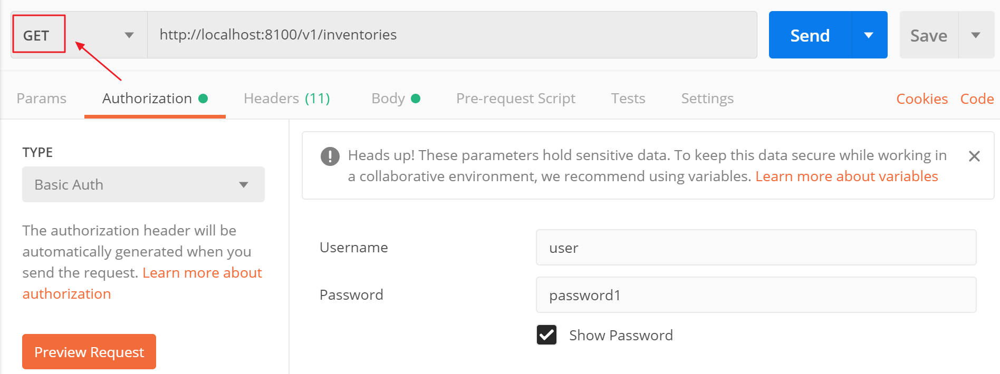 GET http://localhost:8100/v1/inventories Send Save
Params Authorization Headers (11) Body Pre-request Script Tests Settings Cookies Code
TYPE
Basic Auth
The authorization header will be
automatically generated when you
send the request. Learn more about
authorization
Preview Request
Heads up! These parameters hold sensitive data. To keep this data secure while working in
a collaborative environment, we recommend using variables. Learn more about variables
Username user
Password password1
Show Password